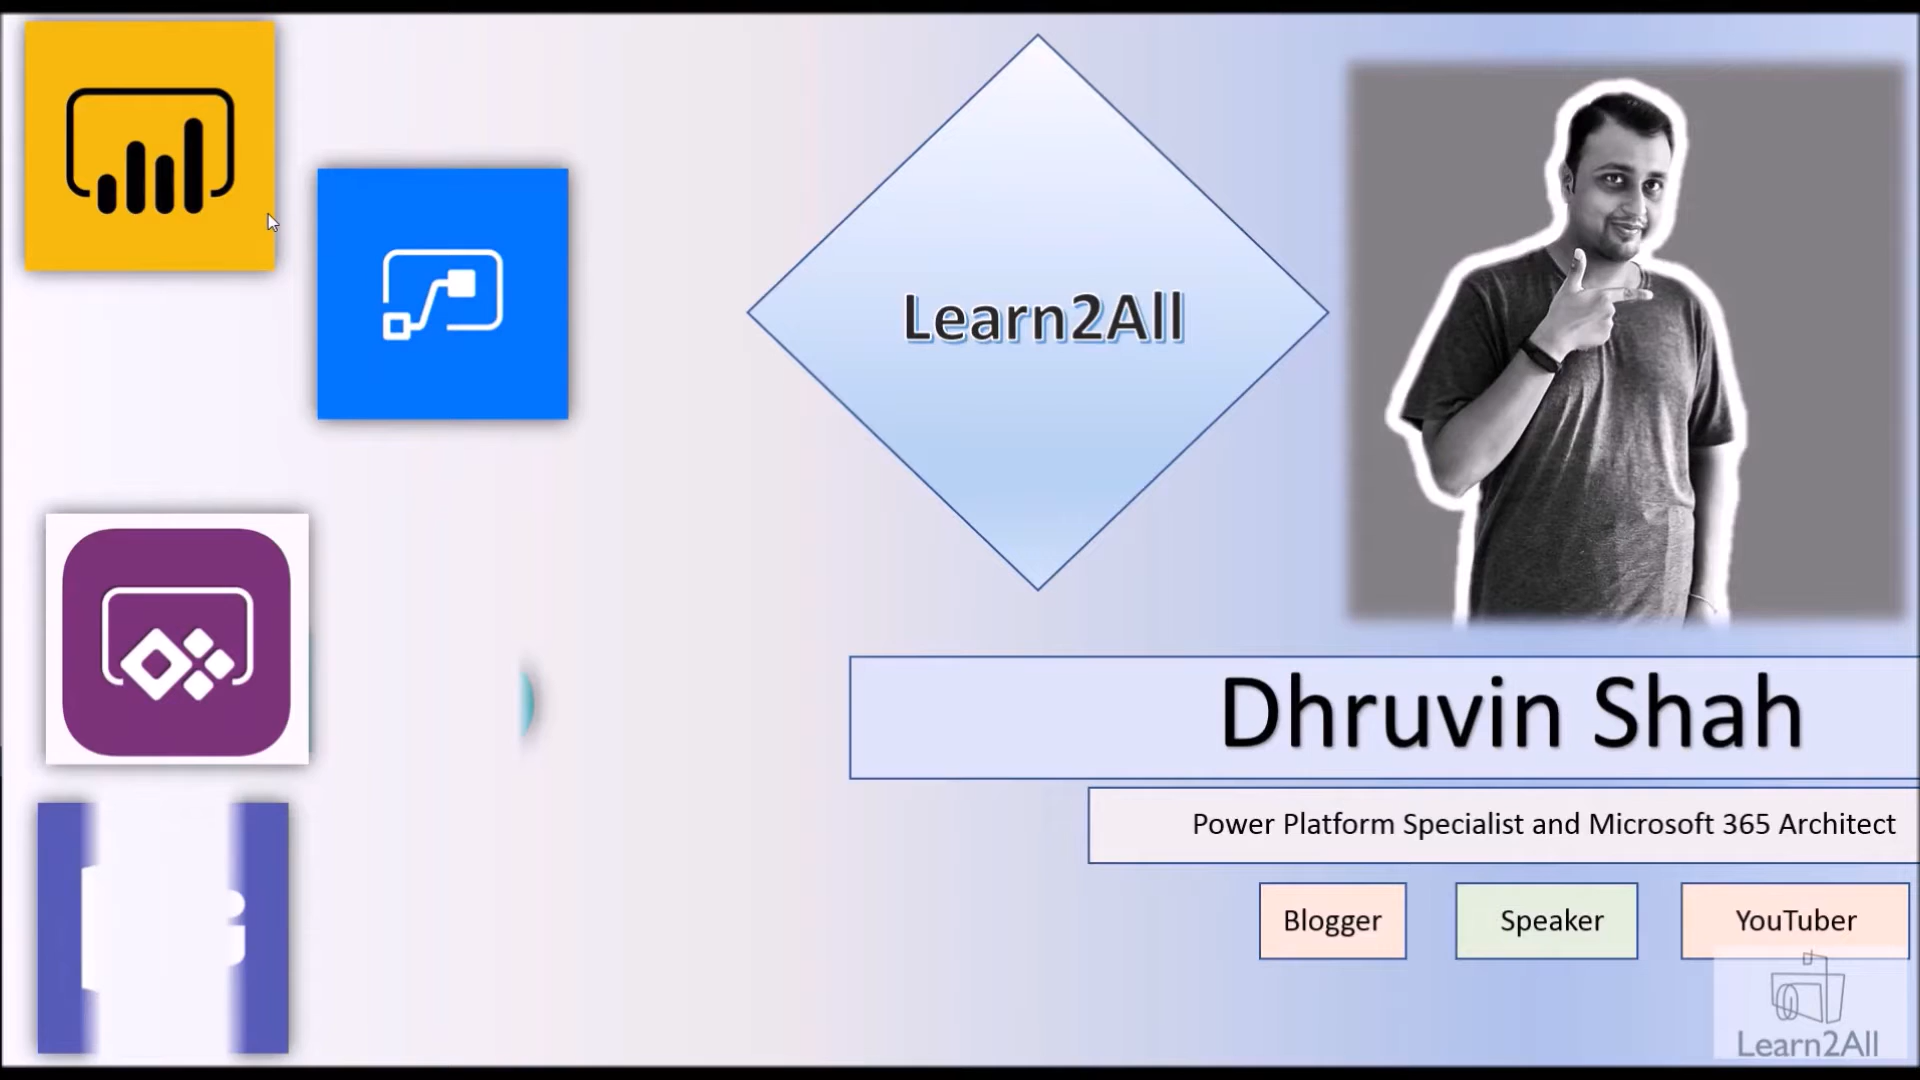 Learn2All
Dhruvin Shah
Power Platform Specialist and Microsoft 365 Architect
Blogger
Speaker
YouTuber
Learn2All